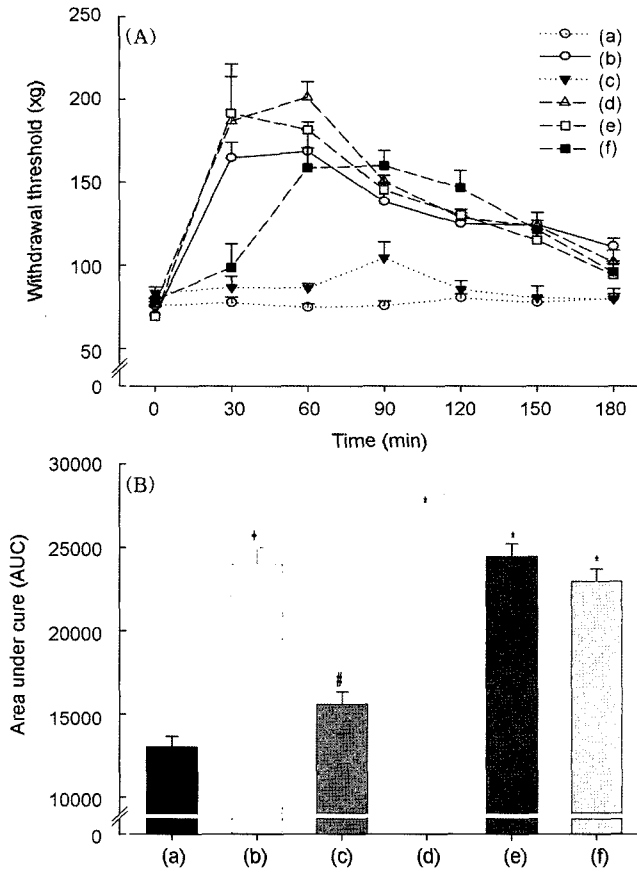 (A)
250
200
150
100
50
0
Withdrawal threshold (xg)
(a)
(b)
(c)
(d)
(e)
(f)
0 30 60 90 120 150 180
Time (min)
(B)
30000
25000
20000
15000
10000
0
Area under cure (AUC)
*
#
*
*
*
(a) (b) (c) (d) (e) (f)